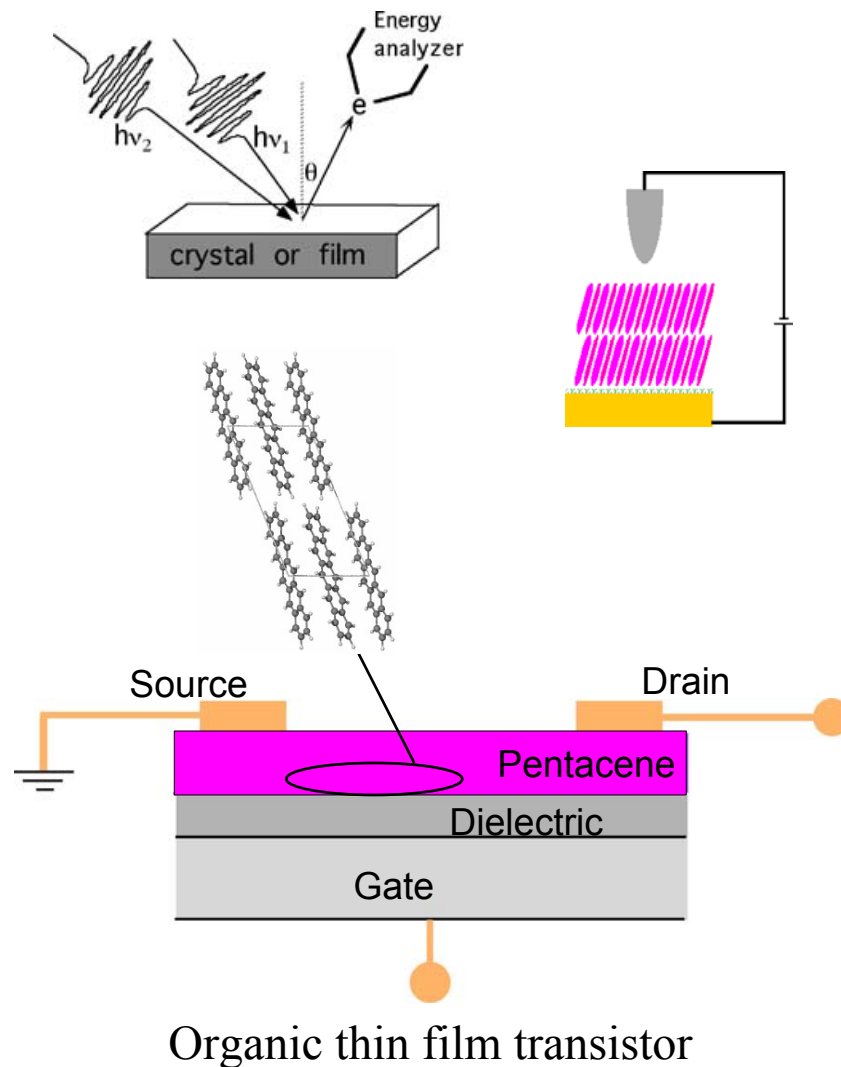 Energy
analyzer
e
hν₂
hν₁
θ
crystal or film
Source
Drain
Pentacene
Dielectric
Gate
Organic thin film transistor